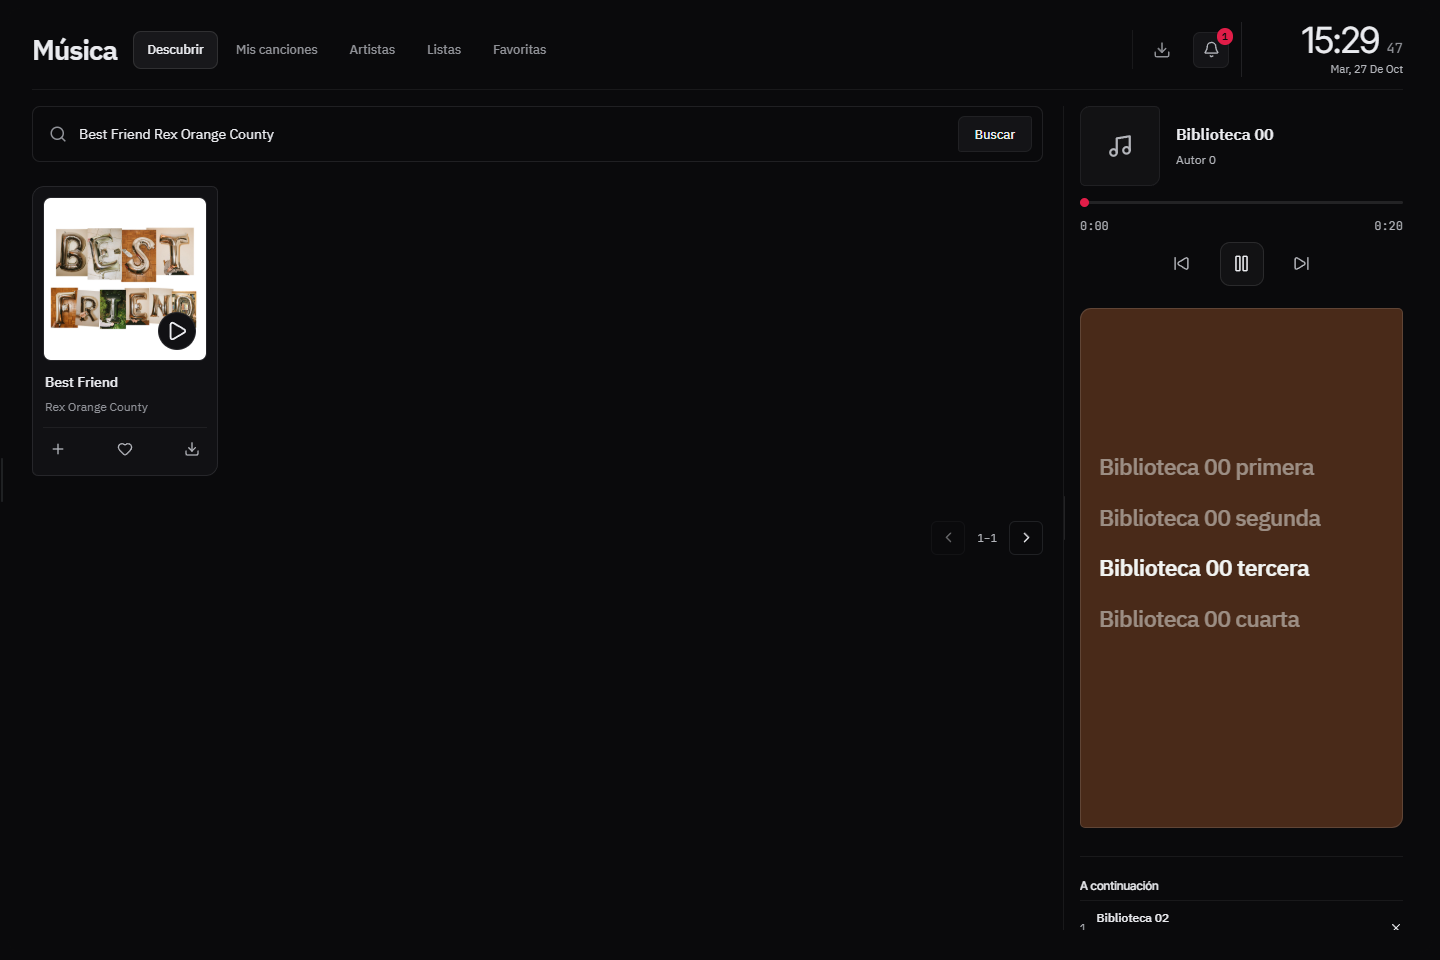 Música
Descubrir
Mis canciones
Artistas
Listas
Favoritas
1
15:29 47
Mar, 27 De Oct
Best Friend Rex Orange County
Buscar
BEST
FRIEND
Best Friend
Rex Orange County
1–1
Biblioteca 00
Autor 0
0:00
0:20
Biblioteca 00 primera
Biblioteca 00 segunda
Biblioteca 00 tercera
Biblioteca 00 cuarta
A continuación
1
Biblioteca 02